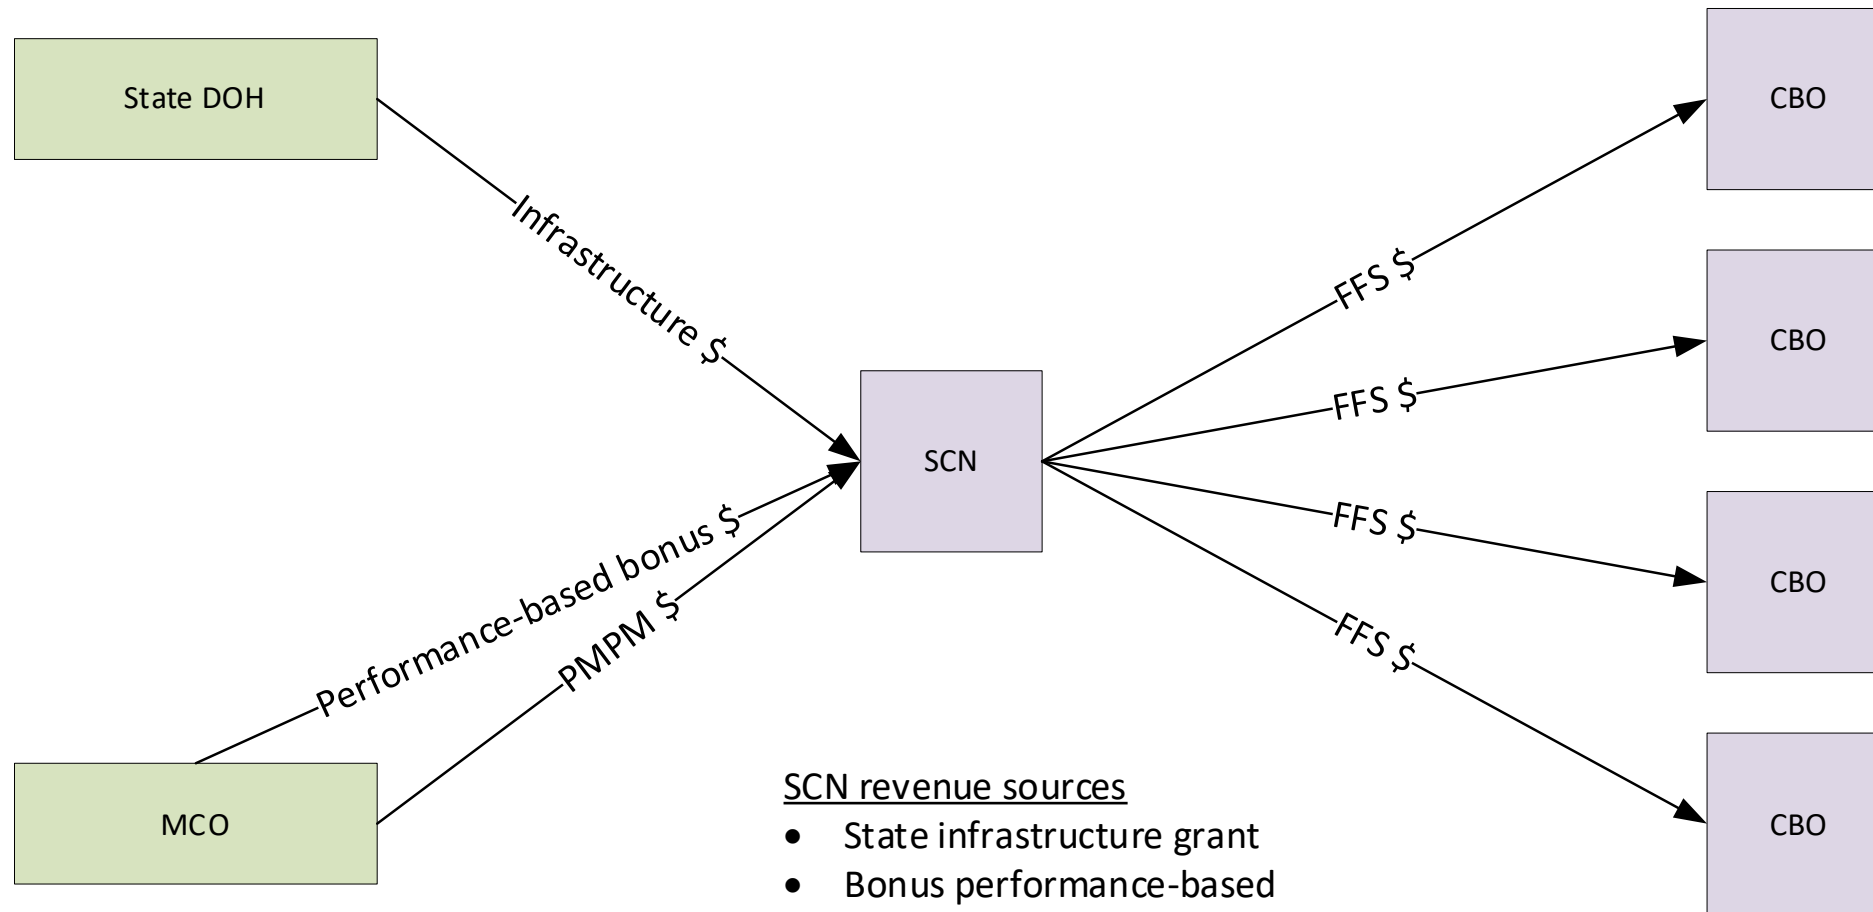 State DOH
CBO
Infrastructure $
FFS $
CBO
FFS $
SCN
Performance-based bonus $
PMPM $
FFS $
CBO
FFS $
MCO
CBO
SCN revenue sources
• State infrastructure grant
• Bonus performance-based